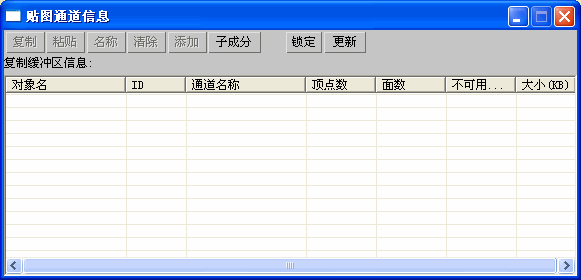 贴图通道信息
复制 粘贴 名称 清除 添加 子成分 锁定 更新
复制缓冲区信息:
对象名 ID 通道名称 顶点数 面数 不可用... 大小(KB)